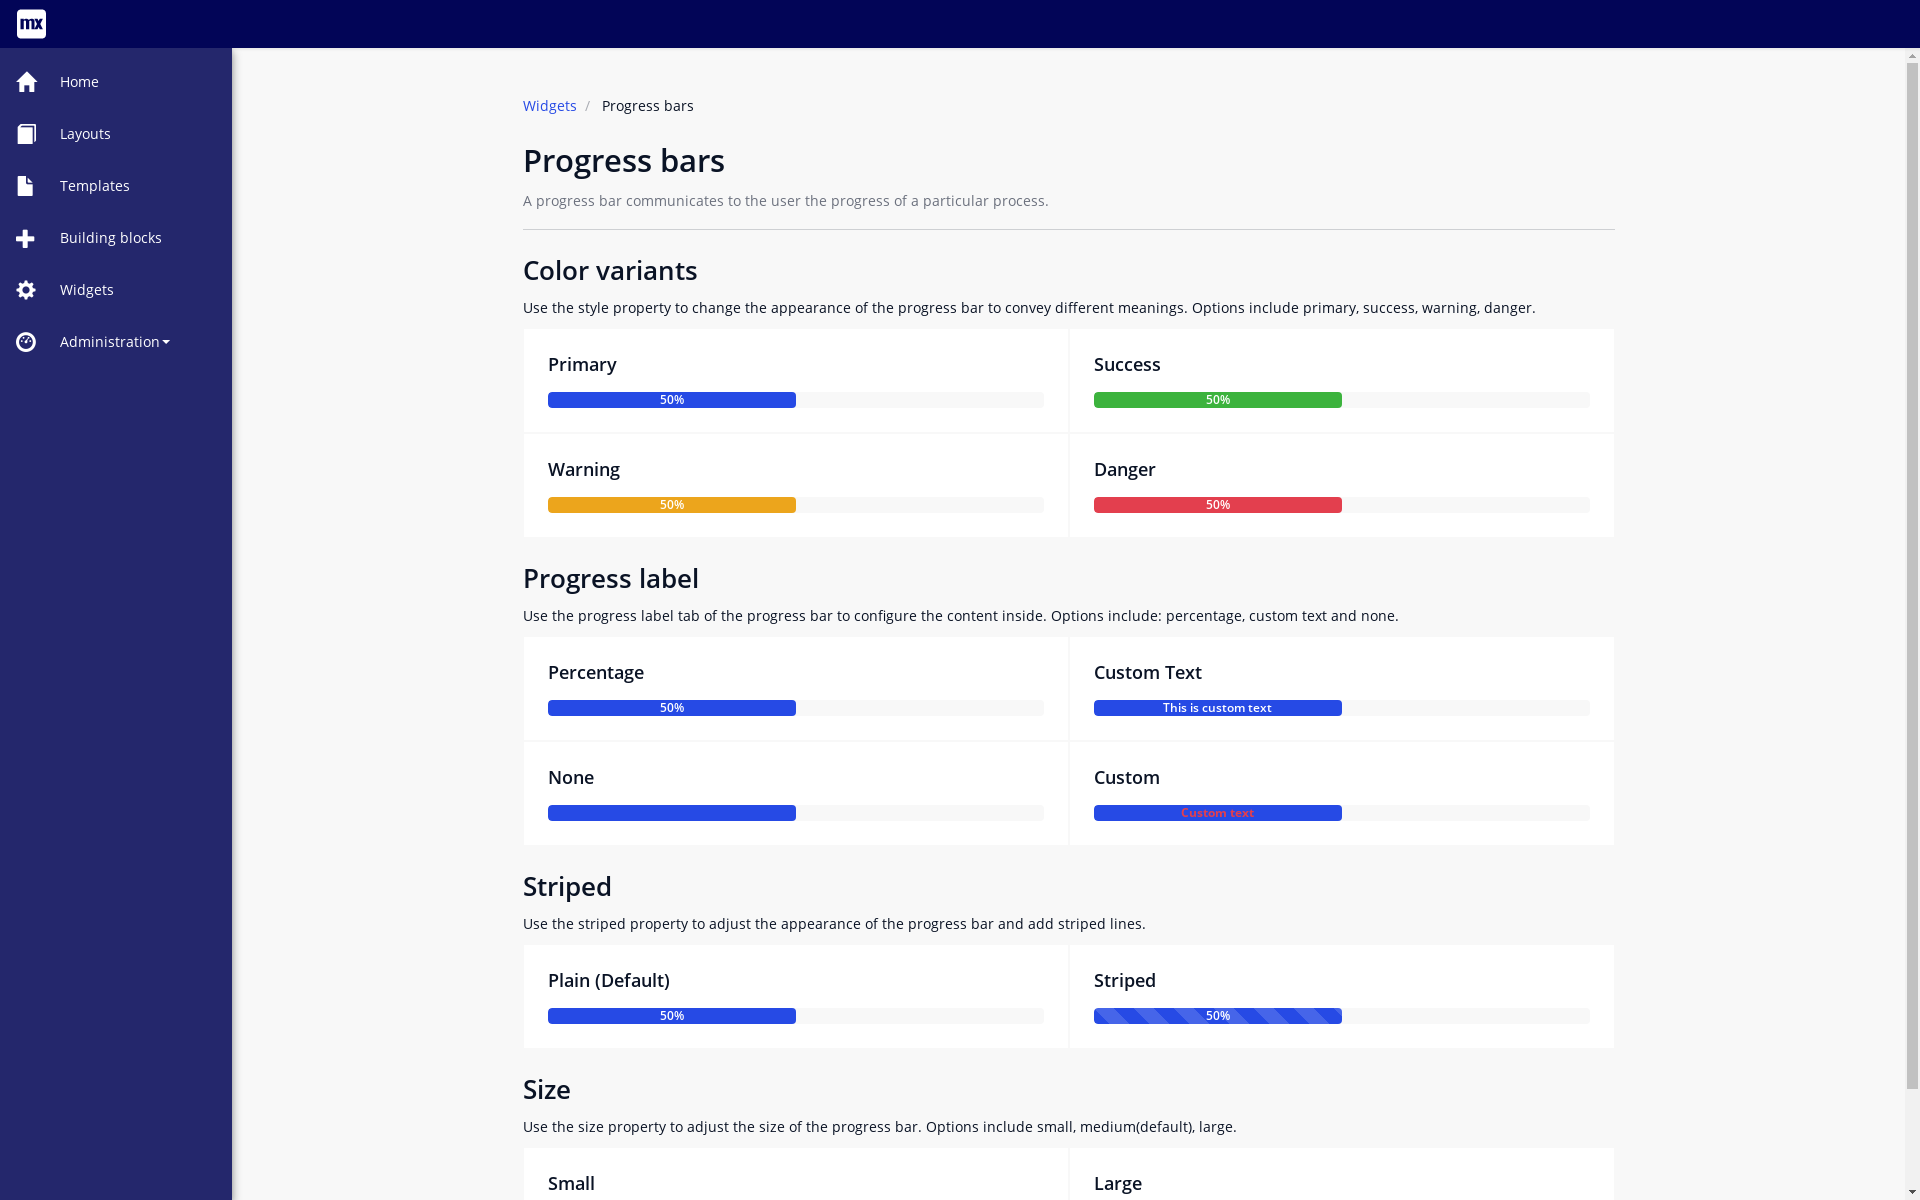 mx
Home
Layouts
Templates
Building blocks
Widgets
Administration
Widgets / Progress bars
Progress bars
A progress bar communicates to the user the progress of a particular process.
Color variants
Use the style property to change the appearance of the progress bar to convey different meanings. Options include primary, success, warning, danger.
Primary
50%
Success
50%
Warning
50%
Danger
50%
Progress label
Use the progress label tab of the progress bar to configure the content inside. Options include: percentage, custom text and none.
Percentage
50%
Custom Text
This is custom text
None
Custom
Custom text
Striped
Use the striped property to adjust the appearance of the progress bar and add striped lines.
Plain (Default)
50%
Striped
50%
Size
Use the size property to adjust the size of the progress bar. Options include small, medium(default), large.
Small
Large